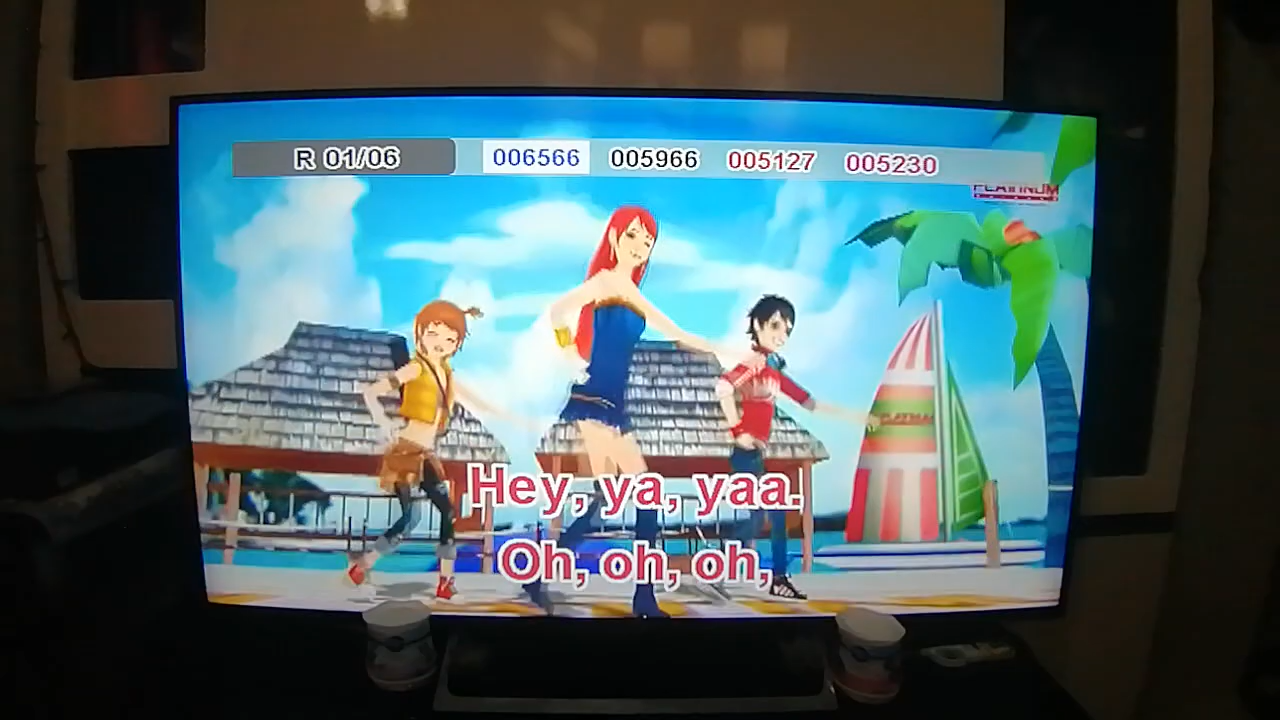 R 01/06 006566 005966 005127 005230
PLATINUM
Hey, ya, yaa.
Oh, oh, oh,